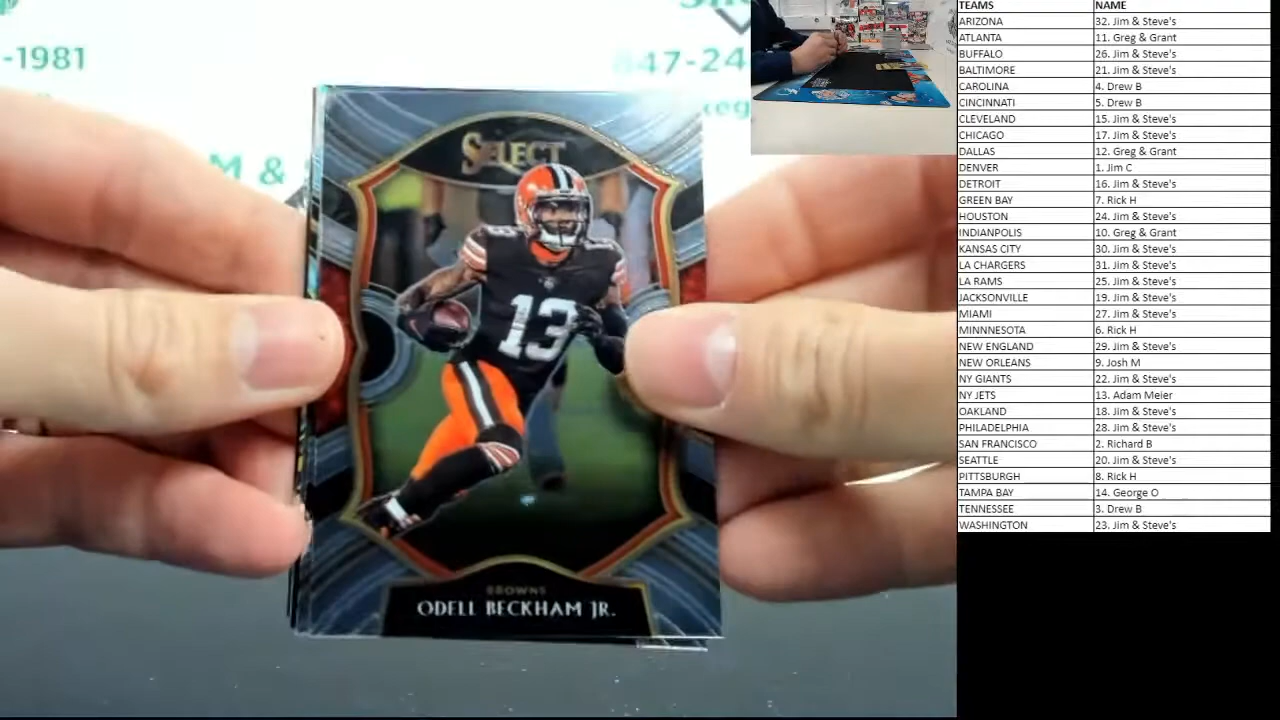 -1981
M &
847-24
SELECT
13
13
BROWNS
ODELL BECKHAM JR.
TEAMS NAME
ARIZONA 32. Jim & Steve's
ATLANTA 11. Greg & Grant
BUFFALO 26. Jim & Steve's
BALTIMORE 21. Jim & Steve's
CAROLINA 4. Drew B
CINCINNATI 5. Drew B
CLEVELAND 15. Jim & Steve's
CHICAGO 17. Jim & Steve's
DALLAS 12. Greg & Grant
DENVER 1. Jim C
DETROIT 16. Jim & Steve's
GREEN BAY 7. Rick H
HOUSTON 24. Jim & Steve's
INDIANPOLIS 10. Greg & Grant
KANSAS CITY 30. Jim & Steve's
LA CHARGERS 31. Jim & Steve's
LA RAMS 25. Jim & Steve's
JACKSONVILLE 19. Jim & Steve's
MIAMI 27. Jim & Steve's
MINNNESOTA 6. Rick H
NEW ENGLAND 29. Jim & Steve's
NEW ORLEANS 9. Josh M
NY GIANTS 22. Jim & Steve's
NY JETS 13. Adam Meier
OAKLAND 18. Jim & Steve's
PHILADELPHIA 28. Jim & Steve's
SAN FRANCISCO 2. Richard B
SEATTLE 20. Jim & Steve's
PITTSBURGH 8. Rick H
TAMPA BAY 14. George O
TENNESSEE 3. Drew B
WASHINGTON 23. Jim & Steve's